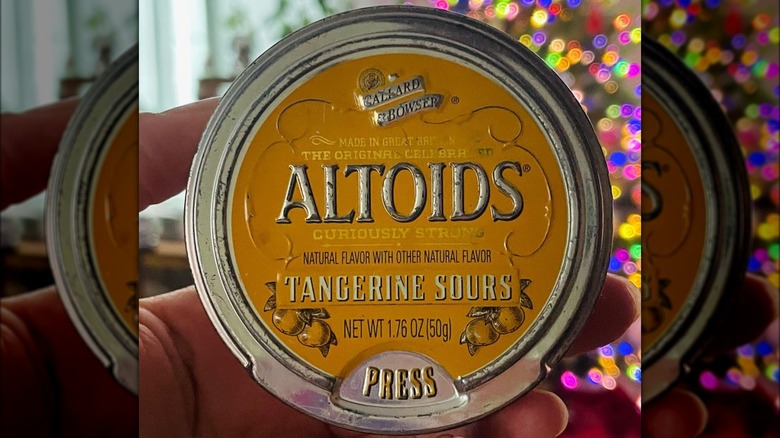 CALLARD
& BOWSER®
MADE IN GREAT BRITAIN
THE ORIGINAL CELEBRATED
ALTOIDS®
CURIOUSLY STRONG
NATURAL FLAVOR WITH OTHER NATURAL FLAVOR
TANGERINE SOURS
NET WT 1.76 OZ (50g)
PRESS